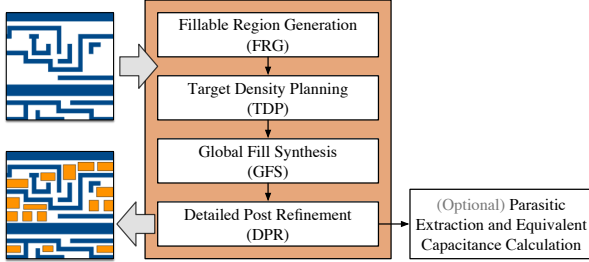 Fillable Region Generation
(FRG)
Target Density Planning
(TDP)
Global Fill Synthesis
(GFS)
Detailed Post Refinement
(DPR)
(Optional) Parasitic
Extraction and Equivalent
Capacitance Calculation